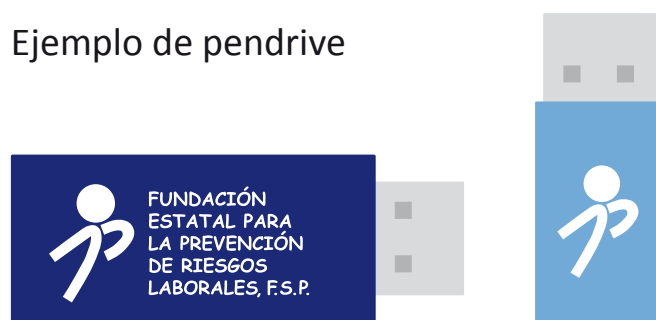 Ejemplo de pendrive
FUNDACIÓN
ESTATAL PARA
LA PREVENCIÓN
DE RIESGOS
LABORALES, F.S.P.